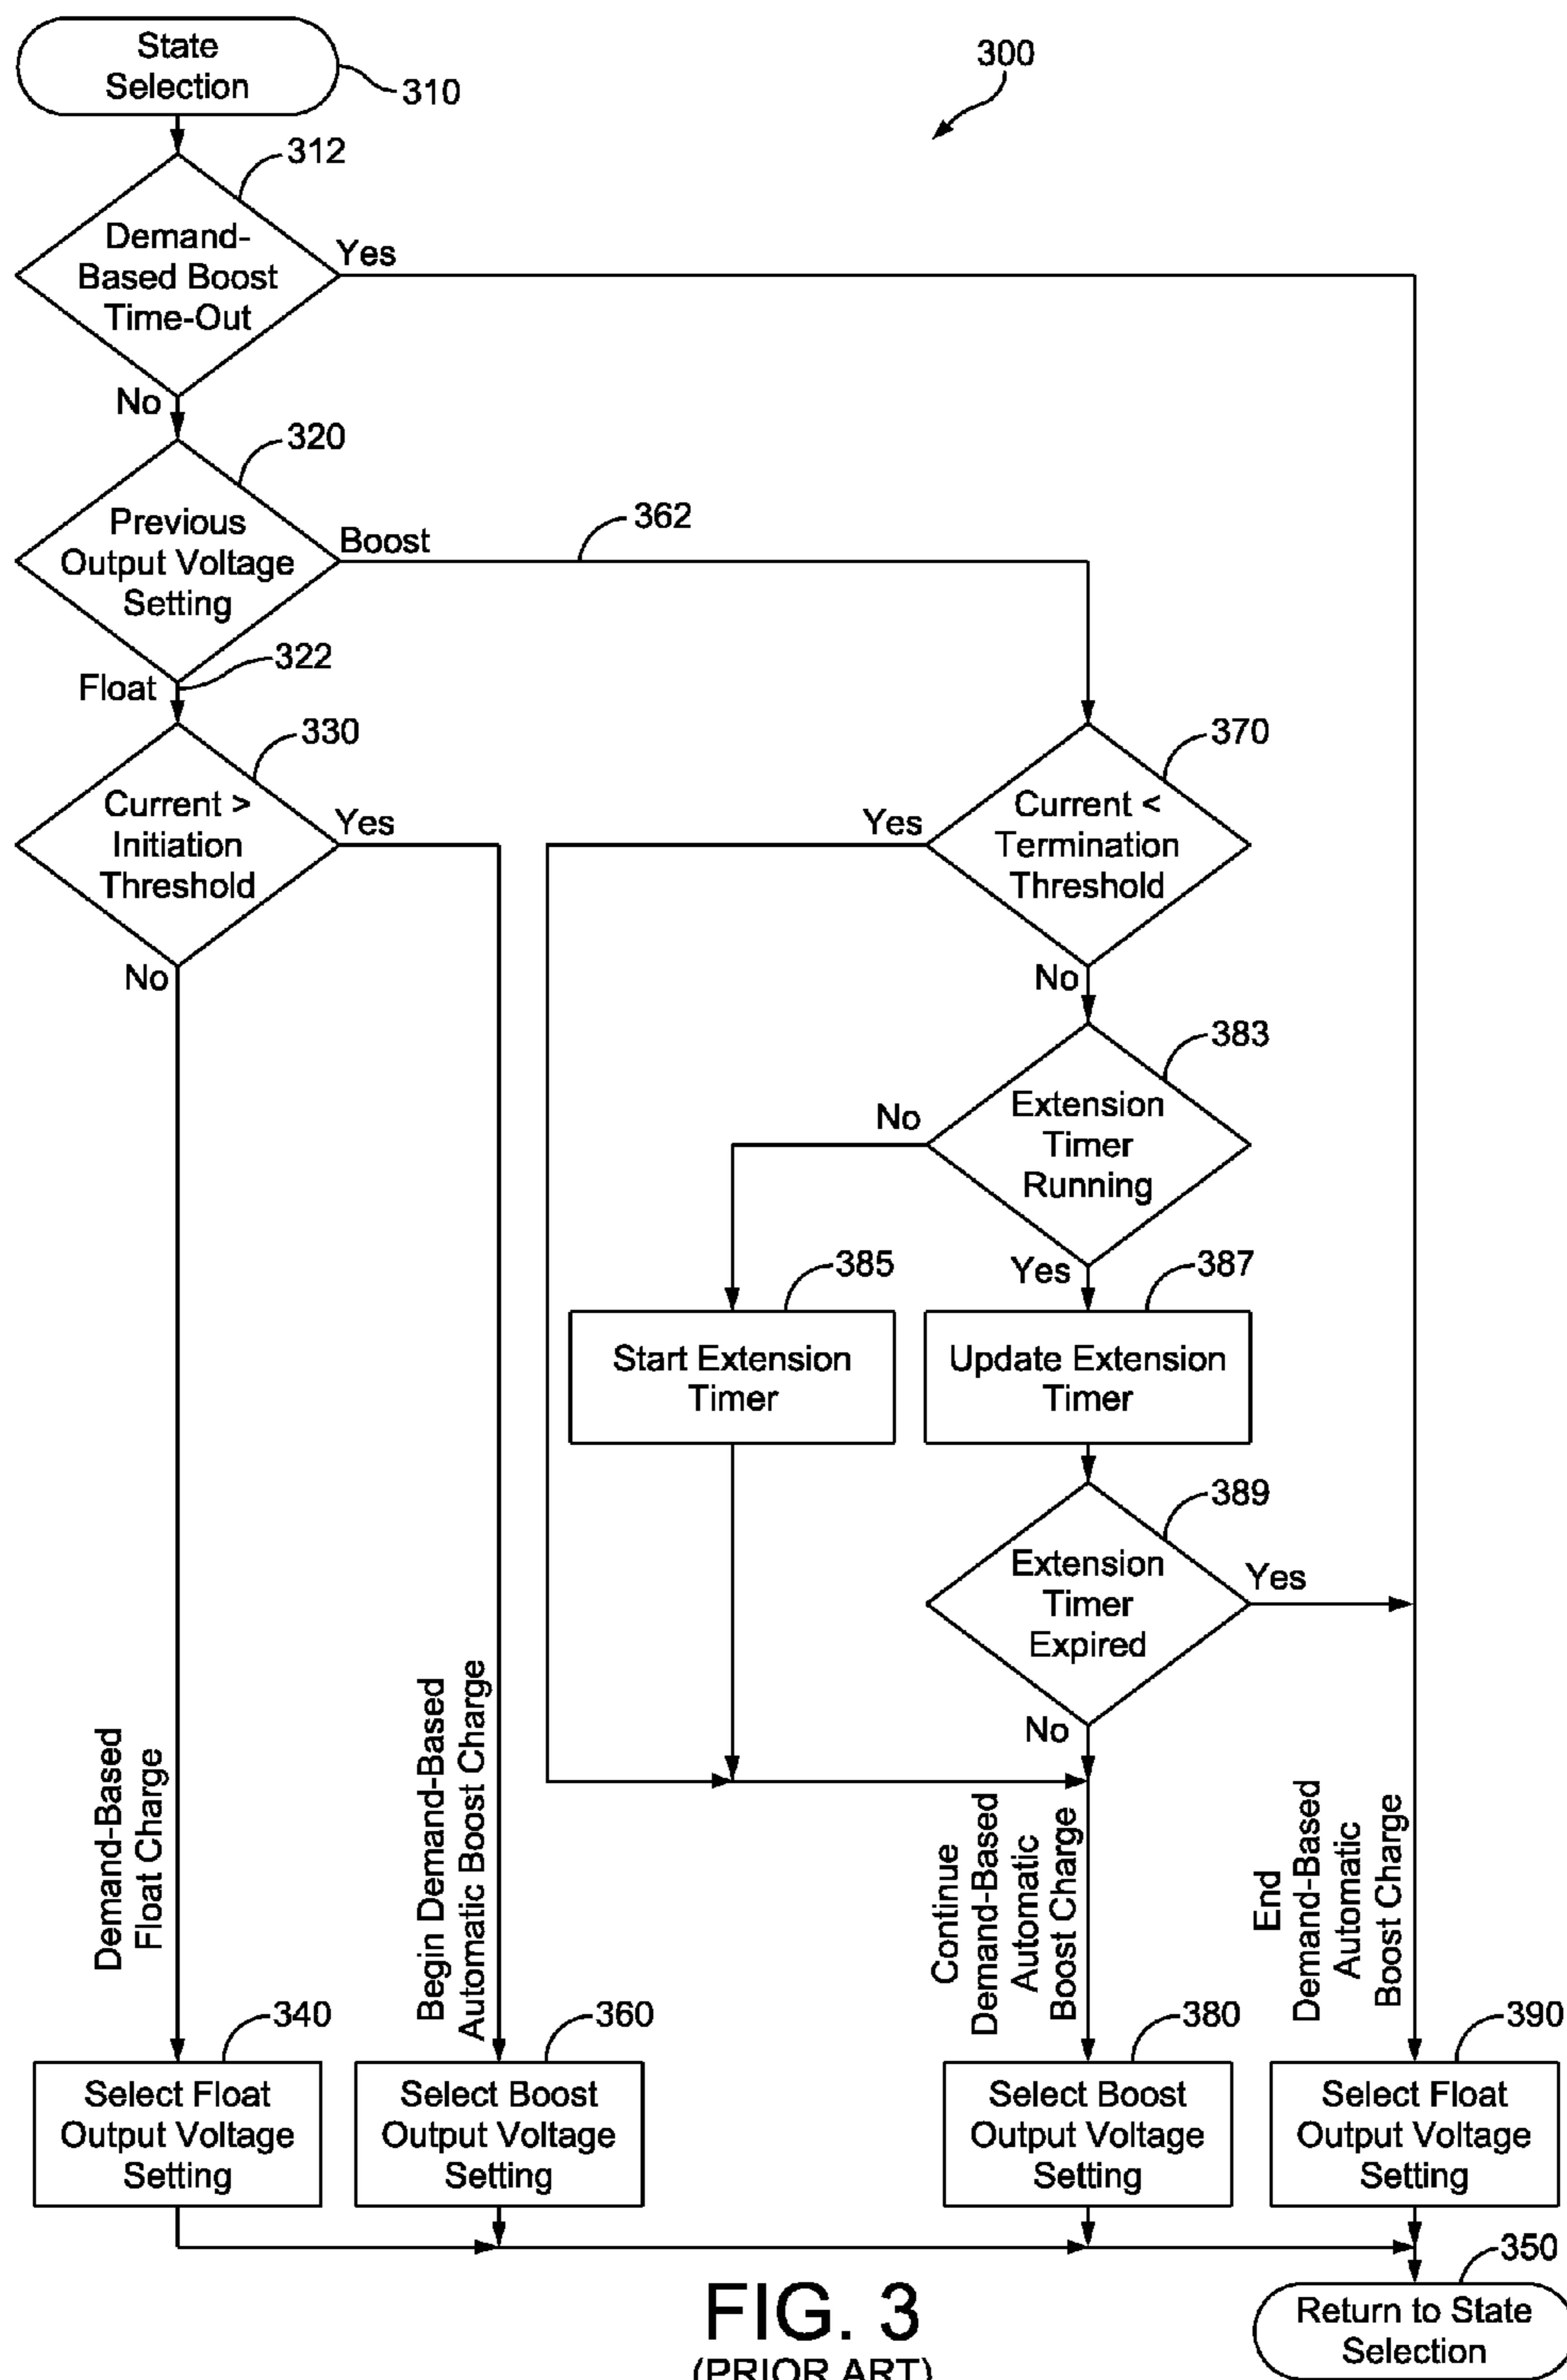 State
Selection
310
300
312
Demand-
Based Boost
Time-Out
Yes
No
320
Previous
Output Voltage
Setting
Boost
362
322
Float
330
Current >
Initiation
Threshold
Yes
No
370
Current <
Termination
Threshold
Yes
No
383
Extension
Timer
Running
No
Yes
385
Start Extension
Timer
387
Update Extension
Timer
389
Extension
Timer
Expired
Yes
No
Demand-Based
Float Charge
Begin Demand-Based
Automatic Boost Charge
Continue
Demand-Based
Automatic
Boost Charge
End
Demand-Based
Automatic
Boost Charge
340
Select Float
Output Voltage
Setting
360
Select Boost
Output Voltage
Setting
380
Select Boost
Output Voltage
Setting
390
Select Float
Output Voltage
Setting
350
Return to State
Selection
FIG. 3
(PRIOR ART)